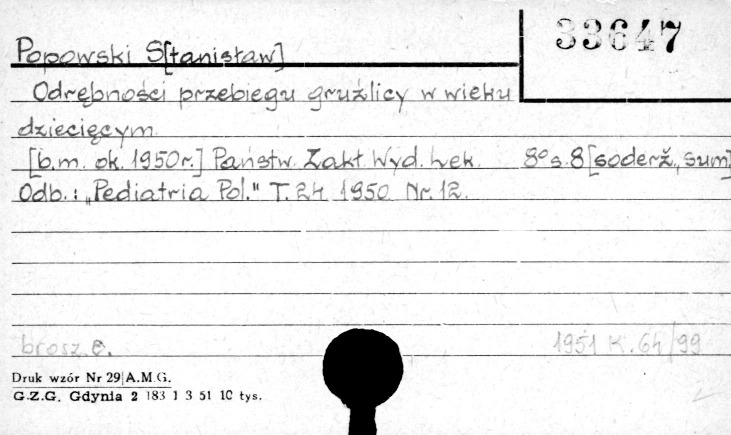 33647
Popowski S[tanisław]
Odrębności przebiegu gruźlicy w wieku
dziecięcym.
[b.m. ok. 1950r.] Państw. Zakł. Wyd. Lek. 8° s. 8 [soderž., sum]
Odb.: „Pediatria Pol." T. 24 1950 Nr. 12.
brosz. e. 1951 K. 64/99
Druk wzór Nr 29|A.M.G.
G.Z.G. Gdynia 2 183 1 3 51 10 tys.